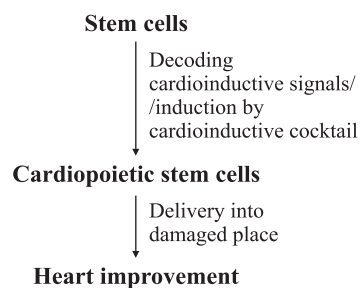 Stem cells
Decoding
cardioinductive signals/
/induction by
cardioinductive cocktail
Cardiopoietic stem cells
Delivery into
damaged place
Heart improvement